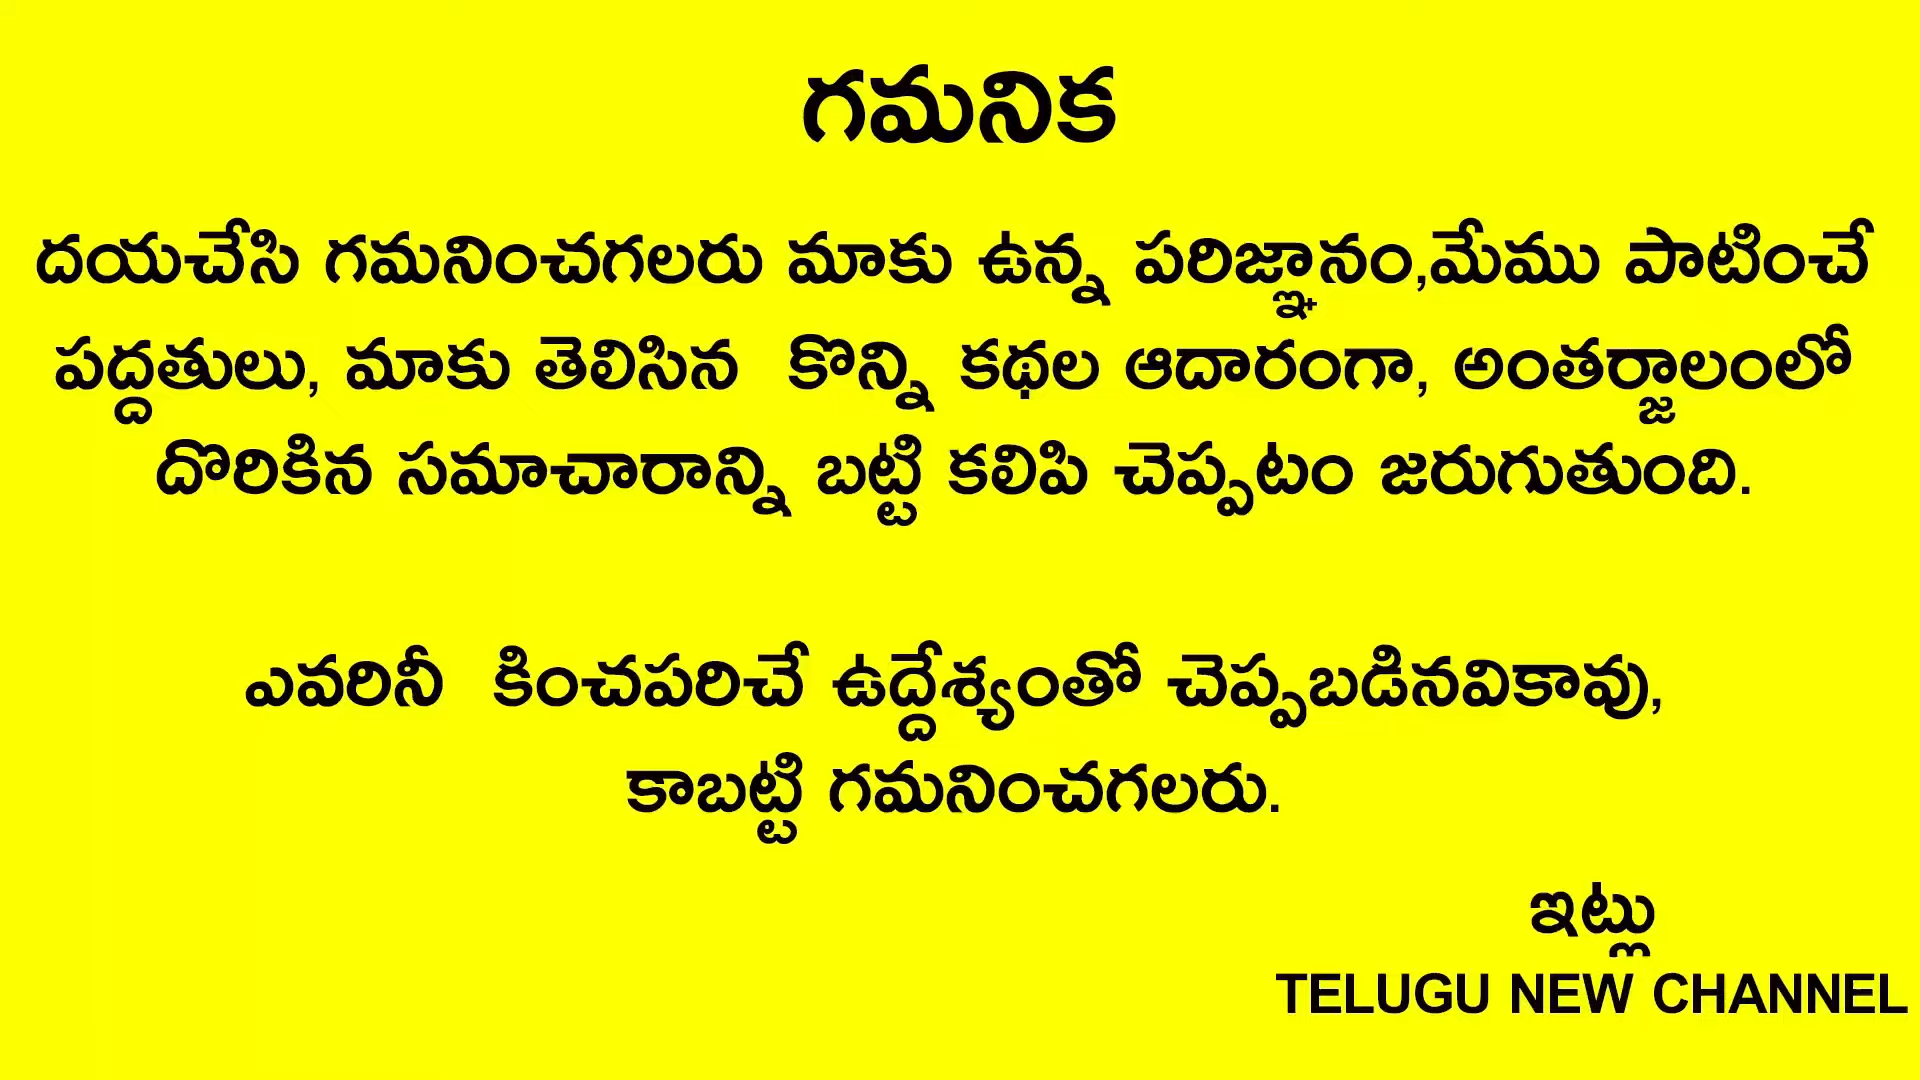 గమనిక
దయచేసి గమనించగలరు మాకు ఉన్న పరిజ్ఞానం,మేము పాటించే
పద్దతులు, మాకు తెలిసిన కొన్ని కథల ఆదారంగా, అంతర్జాలంలో
దొరికిన సమాచారాన్ని బట్టి కలిపి చెప్పటం జరుగుతుంది.
ఎవరినీ కించపరిచే ఉద్దేశ్యంతో చెప్పబడినవికావు,
కాబట్టి గమనించగలరు.
ఇట్లు
TELUGU NEW CHANNEL